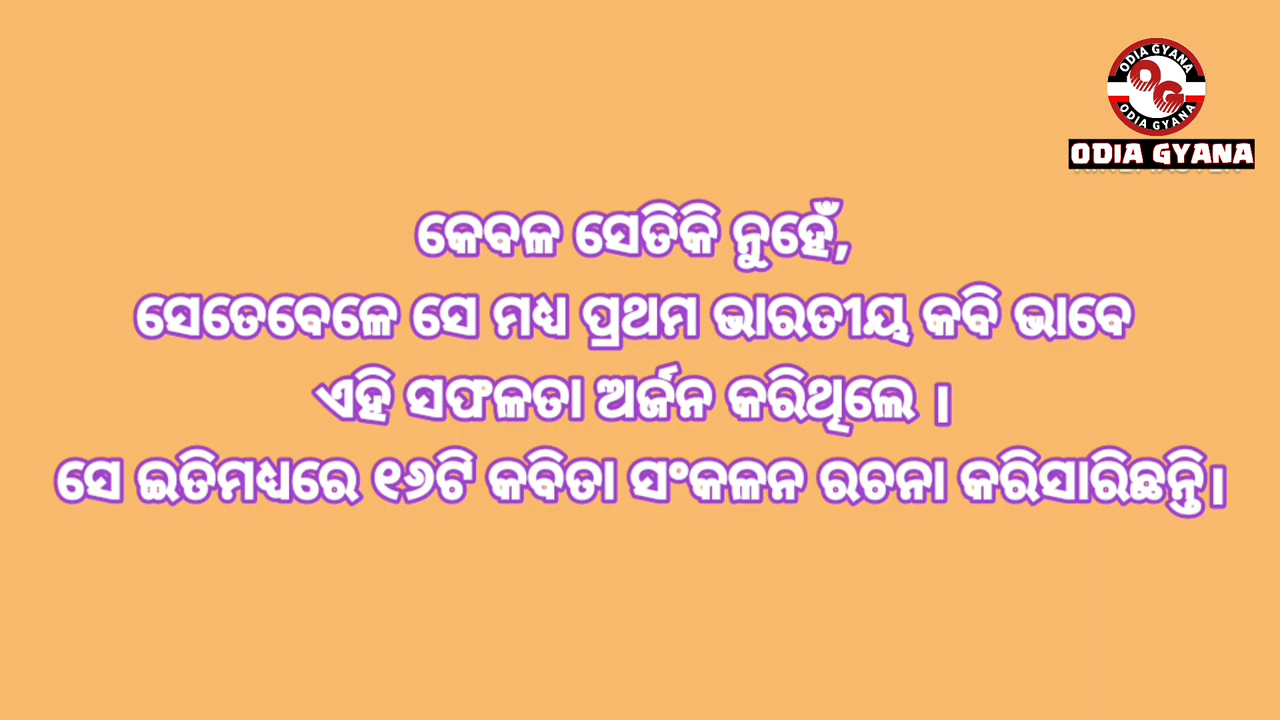 ODIA GYANA
OG
ODIA GYANA
ODIA GYANA
କେବଳ ସେତିକି ନୁହେଁ,
ସେତେବେଳେ ସେ ମଧ୍ୟ ପ୍ରଥମ ଭାରତୀୟ କବି ଭାବେ
ଏହି ସଫଳତା ଅର୍ଜନ କରିଥିଲେ ।
ସେ ଇତିମଧ୍ୟରେ ୧୬ଟି କବିତା ସଂକଳନ ରଚନା କରିସାରିଛନ୍ତି।